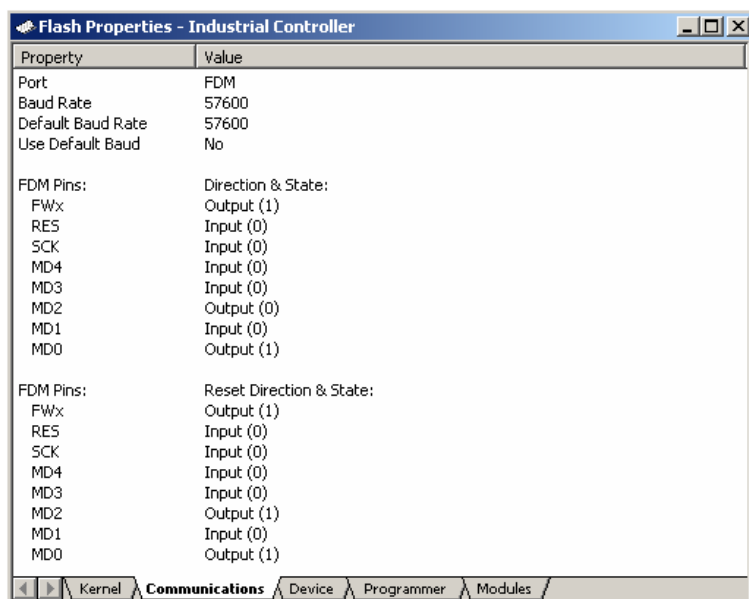 Flash Properties - Industrial Controller
Property Value
Port FDM
Baud Rate 57600
Default Baud Rate 57600
Use Default Baud No
FDM Pins: Direction & State:
FWx Output (1)
RES Input (0)
SCK Input (0)
MD4 Input (0)
MD3 Input (0)
MD2 Output (0)
MD1 Input (0)
MD0 Output (1)
FDM Pins: Reset Direction & State:
FWx Output (1)
RES Input (0)
SCK Input (0)
MD4 Input (0)
MD3 Input (0)
MD2 Output (1)
MD1 Input (0)
MD0 Output (1)
Kernel Communications Device Programmer Modules